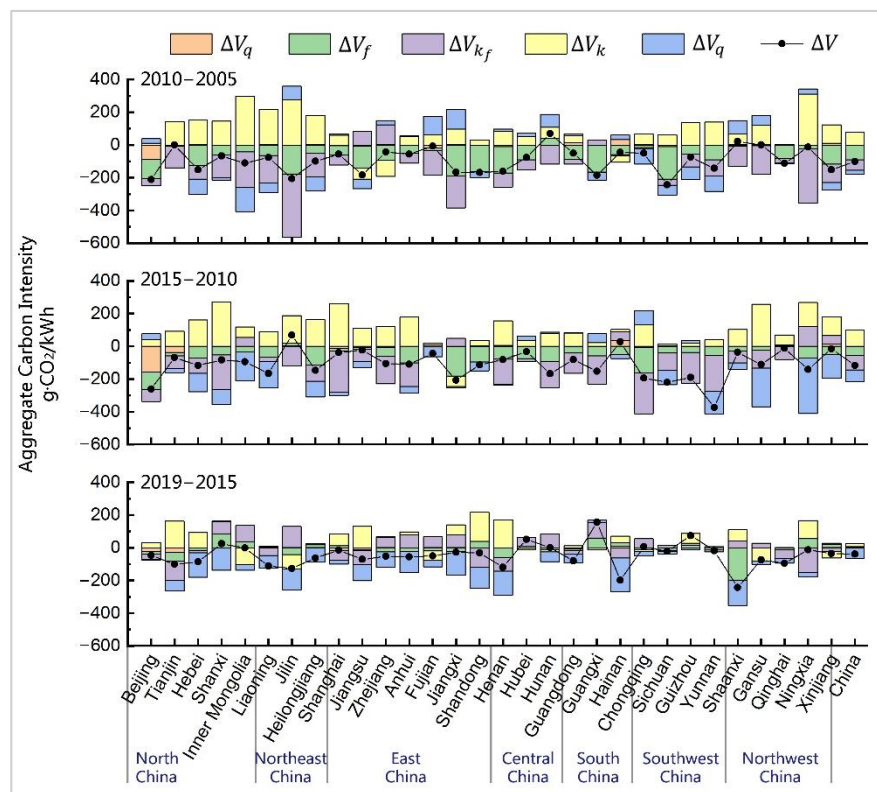 ΔV_q ΔV_f ΔV_{k_f} ΔV_k ΔV_q ΔV
Aggregate Carbon Intensity
g·CO₂/kWh
2010−2005
400
200
0
−200
−400
−600
2015−2010
400
200
0
−200
−400
−600
2019−2015
400
200
0
−200
−400
−600
Beijing
Tianjin
Hebei
Shanxi
Inner Mongolia
Liaoning
Jilin
Heilongjiang
Shanghai
Jiangsu
Zhejiang
Anhui
Fujian
Jiangxi
Shandong
Henan
Hubei
Hunan
Guangdong
Guangxi
Hainan
Chongqing
Sichuan
Guizhou
Yunnan
Shaanxi
Gansu
Qinghai
Ningxia
Xinjiang
China
North
China
Northeast
China
East
China
Central
China
South
China
Southwest
China
Northwest
China